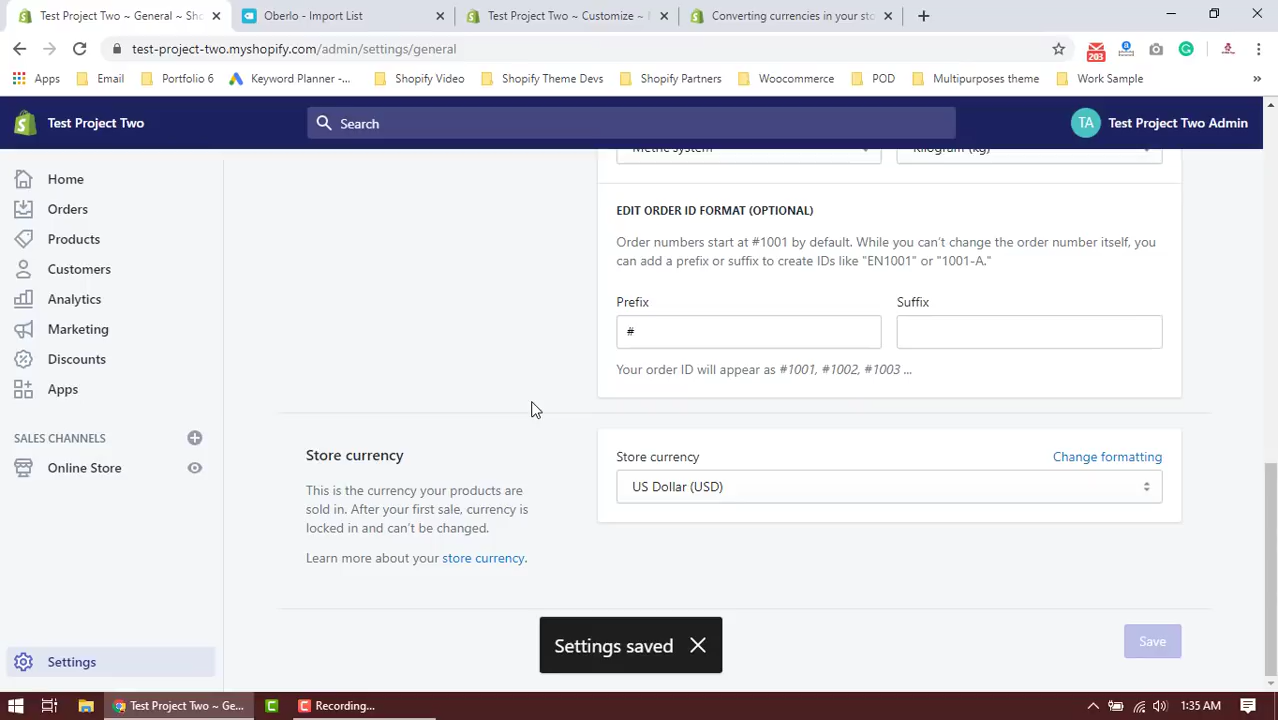 Test Project Two ~ General ~ Sho
Oberlo - Import List
Test Project Two ~ Customize ~
Converting currencies in your sto
test-project-two.myshopify.com/admin/settings/general
203
Apps
Email
Portfolio 6
Keyword Planner -...
Shopify Video
Shopify Theme Devs
Shopify Partners
Woocommerce
POD
Multipurposes theme
Work Sample
»
Test Project Two
Search
TA
Test Project Two Admin
Home
Orders
Products
Customers
Analytics
Marketing
Discounts
Apps
SALES CHANNELS
Online Store
Settings
Metric system
Kilogram (kg)
EDIT ORDER ID FORMAT (OPTIONAL)
Order numbers start at #1001 by default. While you can't change the order number itself, you
can add a prefix or suffix to create IDs like "EN1001" or "1001-A."
Prefix
Suffix
#
Your order ID will appear as #1001, #1002, #1003 ...
Store currency
This is the currency your products are
sold in. After your first sale, currency is
locked in and can't be changed.
Learn more about your store currency.
Store currency
Change formatting
US Dollar (USD)
Settings saved
Save
Test Project Two ~ Ge...
Recording...
1:35 AM